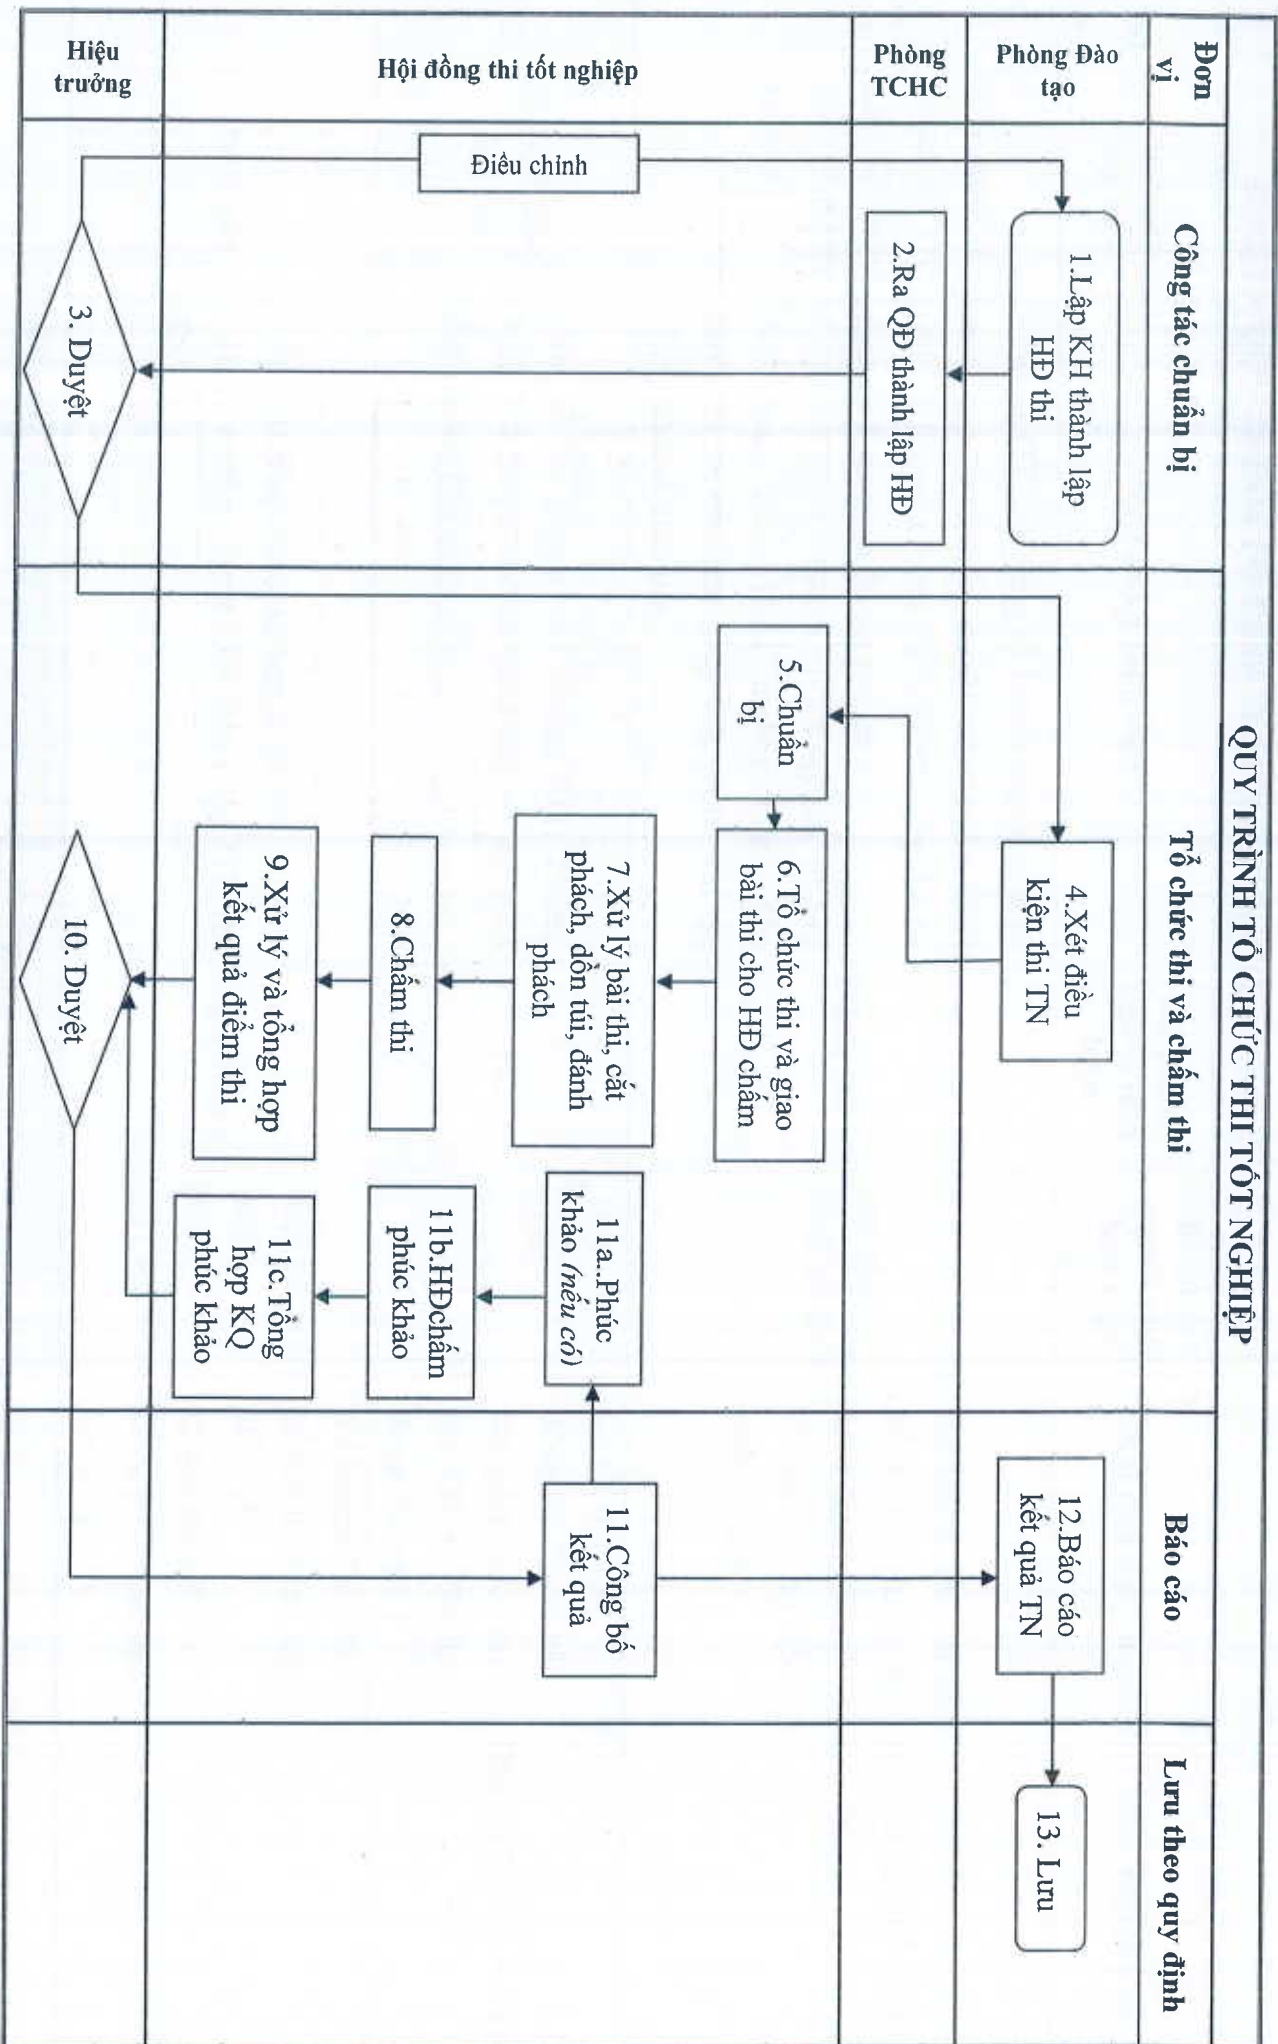 QUY TRÌNH TỔ CHỨC THI TỐT NGHIỆP
Đơn
vị
Công tác chuẩn bị
Tổ chức thi và chấm thi
Báo cáo
Lưu theo quy định
Phòng Đào
tạo
1.Lập KH thành lập
HĐ thi
4.Xét điều
kiện thi TN
12.Báo cáo
kết quả TN
13. Lưu
Phòng
TCHC
2.Ra QĐ thành lập HĐ
Hội đồng thi tốt nghiệp
Điều chỉnh
5.Chuẩn
bị
6.Tổ chức thi và giao
bài thi cho HĐ chấm
7.Xử lý bài thi, cắt
phách, dồn túi, đánh
phách
8.Chấm thi
9.Xử lý và tổng hợp
kết quả điểm thi
11a..Phúc
khảo (nếu có)
11b.HĐchấm
phúc khảo
11c.Tổng
hợp KQ
phúc khảo
11.Công bố
kết quả
Hiệu
trưởng
3. Duyệt
10. Duyệt